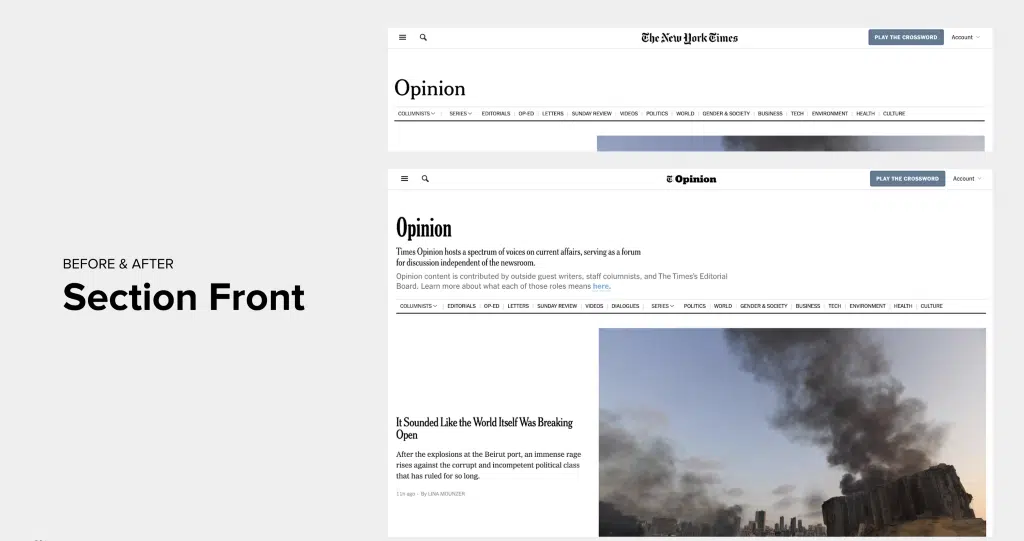 BEFORE & AFTER
Section Front
The New York Times
PLAY THE CROSSWORD
Account
Opinion
COLUMNISTS
SERIES
EDITORIALS
OP-ED
LETTERS
SUNDAY REVIEW
VIDEOS
POLITICS
WORLD
GENDER & SOCIETY
BUSINESS
TECH
ENVIRONMENT
HEALTH
CULTURE
T Opinion
PLAY THE CROSSWORD
Account
Opinion
Times Opinion hosts a spectrum of voices on current affairs, serving as a forum
for discussion independent of the newsroom.
Opinion content is contributed by outside guest writers, staff columnists, and The Times's Editorial
Board. Learn more about what each of those roles means here.
COLUMNISTS
EDITORIALS
OP-ED
LETTERS
SUNDAY REVIEW
VIDEOS
DIALOGUES
SERIES
POLITICS
WORLD
GENDER & SOCIETY
BUSINESS
TECH
ENVIRONMENT
HEALTH
CULTURE
It Sounded Like the World Itself Was Breaking
Open
After the explosions at the Beirut port, an immense rage
rises against the corrupt and incompetent political class
that has ruled for so long.
11h ago · By LINA MOUNZER